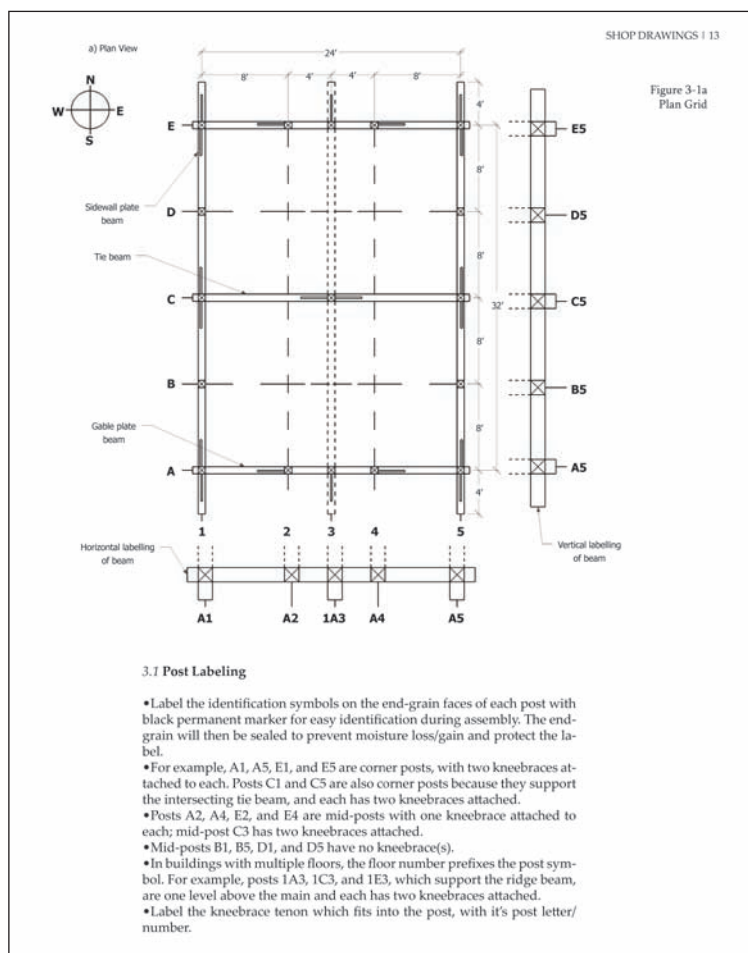 SHOP DRAWINGS | 13
a) Plan View
Figure 3-1a
Plan Grid
N
W E
S
24'
8' 4' 4' 8'
4'
E
E5
Sidewall plate
beam
8'
D
D5
Tie beam
8'
C
32'
C5
8'
B
B5
Gable plate
beam
8'
A
A5
4'
1 2 3 4 5
Horizontal labelling
of beam
Vertical labelling
of beam
A1 A2 1A3 A4 A5
3.1 Post Labeling
•Label the identification symbols on the end-grain faces of each post with
black permanent marker for easy identification during assembly. The end-
grain will then be sealed to prevent moisture loss/gain and protect the la-
bel.
•For example, A1, A5, E1, and E5 are corner posts, with two kneebraces at-
tached to each. Posts C1 and C5 are also corner posts because they support
the intersecting tie beam, and each has two kneebraces attached.
•Posts A2, A4, E2, and E4 are mid-posts with one kneebrace attached to
each; mid-post C3 has two kneebraces attached.
•Mid-posts B1, B5, D1, and D5 have no kneebrace(s).
•In buildings with multiple floors, the floor number prefixes the post sym-
bol. For example, posts 1A3, 1C3, and 1E3, which support the ridge beam,
are one level above the main and each has two kneebraces attached.
•Label the kneebrace tenon which fits into the post, with it's post letter/
number.